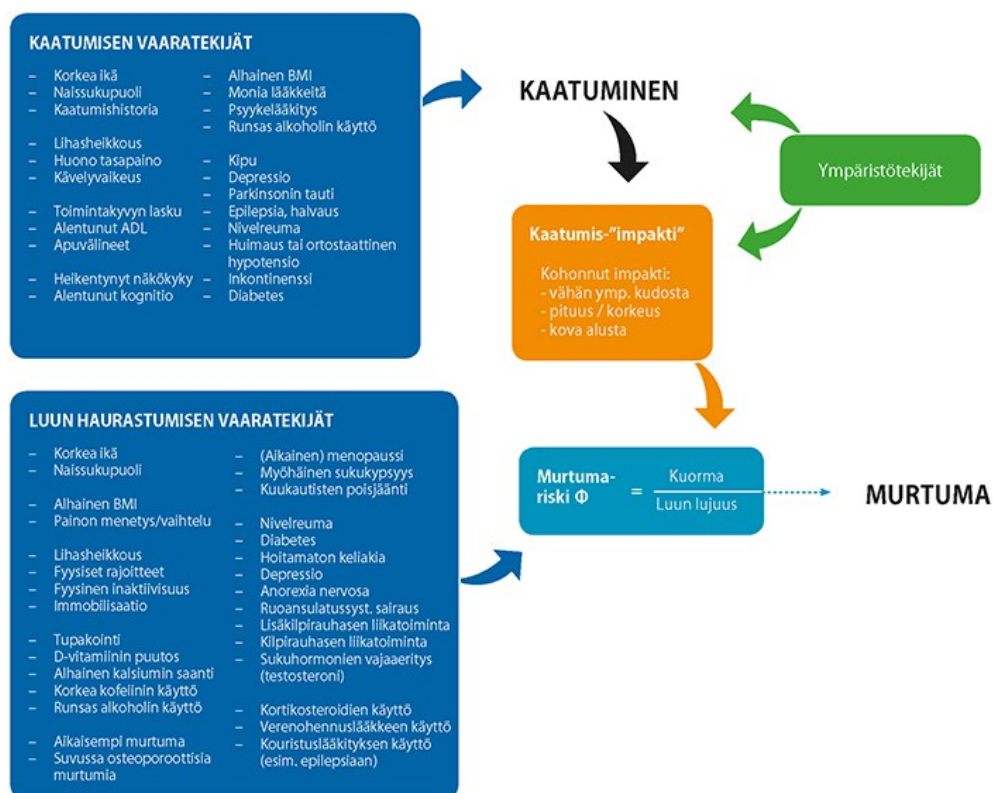 KAATUMISEN VAARATEKIJÄT
– Korkea ikä
– Naissukupuoli
– Kaatumishistoria
– Lihasheikkous
– Huono tasapaino
– Kävelyvaikeus
– Toimintakyvyn lasku
– Alentunut ADL
– Apuvälineet
– Heikentynyt näkökyky
– Alentunut kognitio
– Alhainen BMI
– Monia lääkkeitä
– Psyykelääkitys
– Runsas alkoholin käyttö
– Kipu
– Depressio
– Parkinsonin tauti
– Epilepsia, halvaus
– Nivelreuma
– Huimaus tai ortostaattinen
hypotensio
– Inkontinenssi
– Diabetes
KAATUMINEN
Ympäristötekijät
Kaatumis-"impakti"
Kohonnut impakti:
- vähän ymp. kudosta
- pituus / korkeus
- kova alusta
LUUN HAURASTUMISEN VAARATEKIJÄT
– Korkea ikä
– Naissukupuoli
– Alhainen BMI
– Painon menetys/vaihtelu
– Lihasheikkous
– Fyysiset rajoitteet
– Fyysinen inaktiivisuus
– Immobilisaatio
– Tupakointi
– D-vitamiinin puutos
– Alhainen kalsiumin saanti
– Korkea kofeiinin käyttö
– Runsas alkoholin käyttö
– Aikaisempi murtuma
– Suvussa osteoporoottisia
murtumia
– (Aikainen) menopaussi
– Myöhäinen sukukypsyys
– Kuukautisten poisjäänti
– Nivelreuma
– Diabetes
– Hoitamaton keliakia
– Depressio
– Anorexia nervosa
– Ruoansulatussyst. sairaus
– Lisäkilpirauhasen liikatoiminta
– Kilpirauhasen liikatoiminta
– Sukuhormonien vajaaeritys
(testosteroni)
– Kortikosteroidien käyttö
– Verenohennuslääkkeen käyttö
– Kouristuslääkityksen käyttö
(esim. epilepsiaan)
Murtuma-
riski Φ
=
Kuorma
Luun lujuus
MURTUMA